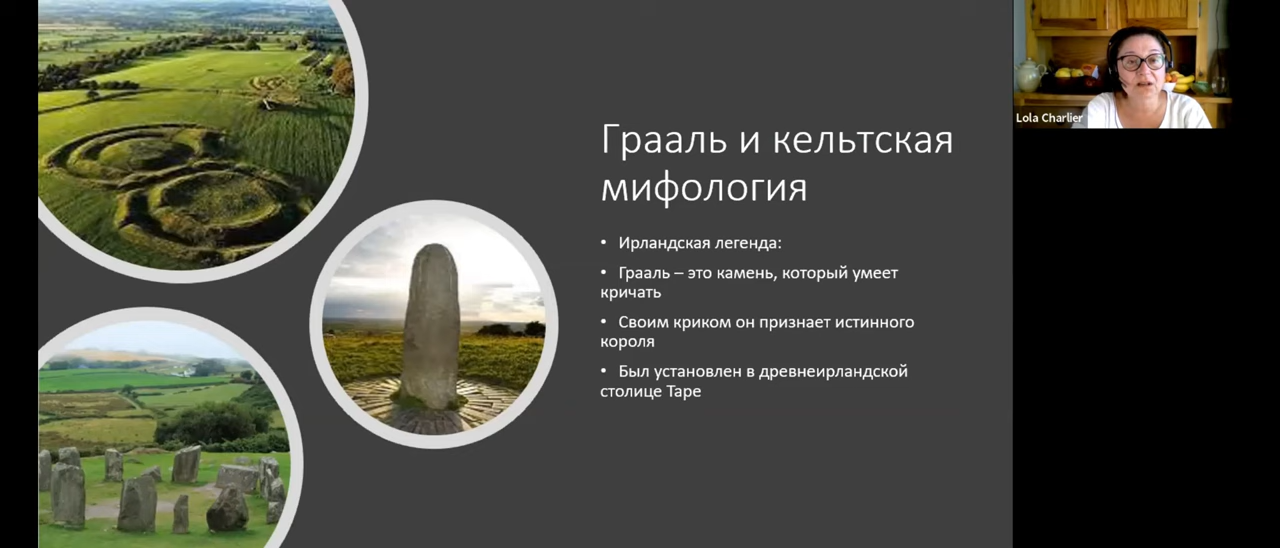 Грааль и кельтская
мифология
• Ирландская легенда:
• Грааль – это камень, который умеет
кричать
• Своим криком он признает истинного
короля
• Был установлен в древнеирландской
столице Таре
Lola Charlier